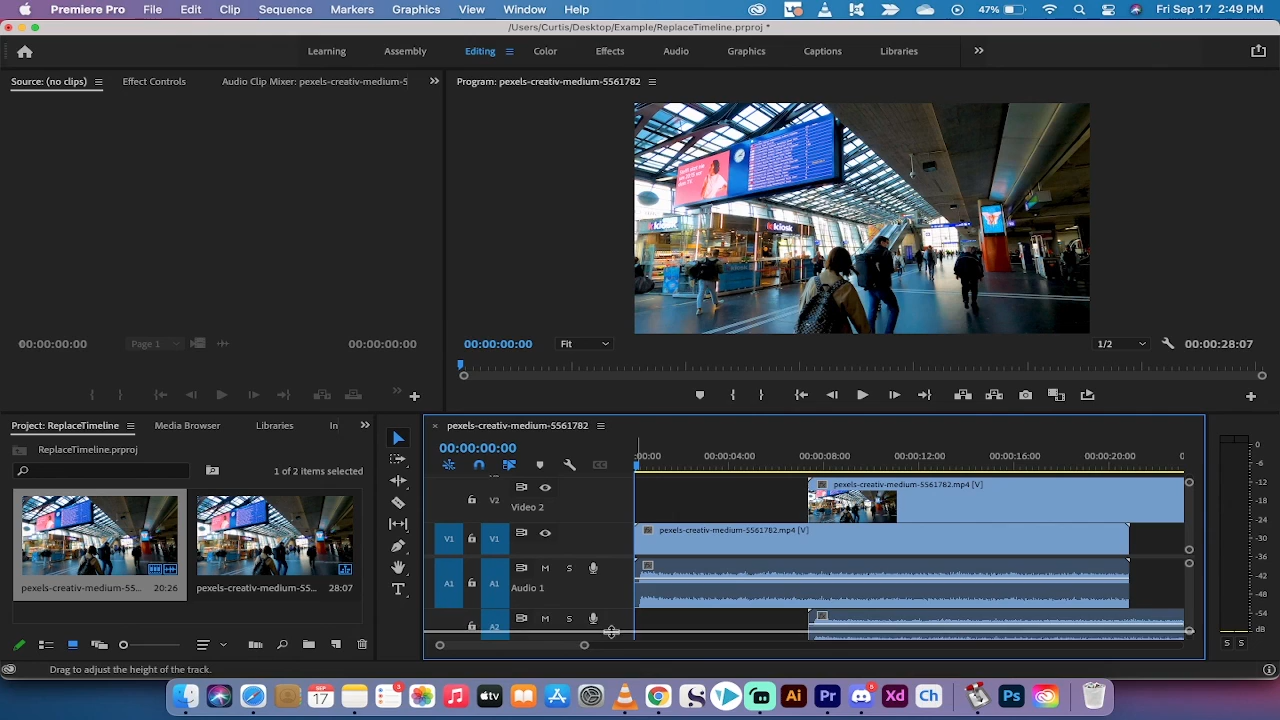 Premiere Pro File Edit Clip Sequence Markers Graphics View Window Help 47% Fri Sep 17 2:49 PM
/Users/Curtis/Desktop/Example/ReplaceTimeline.prproj *
Learning Assembly Editing Color Effects Audio Graphics Captions Libraries
Source: (no clips) Effect Controls Audio Clip Mixer: pexels-creativ-medium-5
Program: pexels-creativ-medium-5561782
kiosk
00:00:00:00 Page 1 00:00:00:00
00:00:00:00 Fit 1/2 00:00:28:07
Project: ReplaceTimeline Media Browser Libraries In
ReplaceTimeline.prproj
1 of 2 items selected
pexels-creativ-medium-55... 20:26
pexels-creativ-medium-55... 28:07
× pexels-creativ-medium-5561782
00:00:00:00
:00:00 00:00:04:00 00:00:08:00 00:00:12:00 00:00:16:00 00:00:20:00 0
V2 Video 2 pexels-creativ-medium-5561782.mp4 [V]
V1 V1 pexels-creativ-medium-5561782.mp4 [V]
A1 A1 M S Audio 1
A2 M S
0
-6
-12
-18
-24
-30
-36
-42
-48
-54
dB
S S
Drag to adjust the height of the track.
SEP 17 3 tv Ai Pr 6 Xd Ch Ps